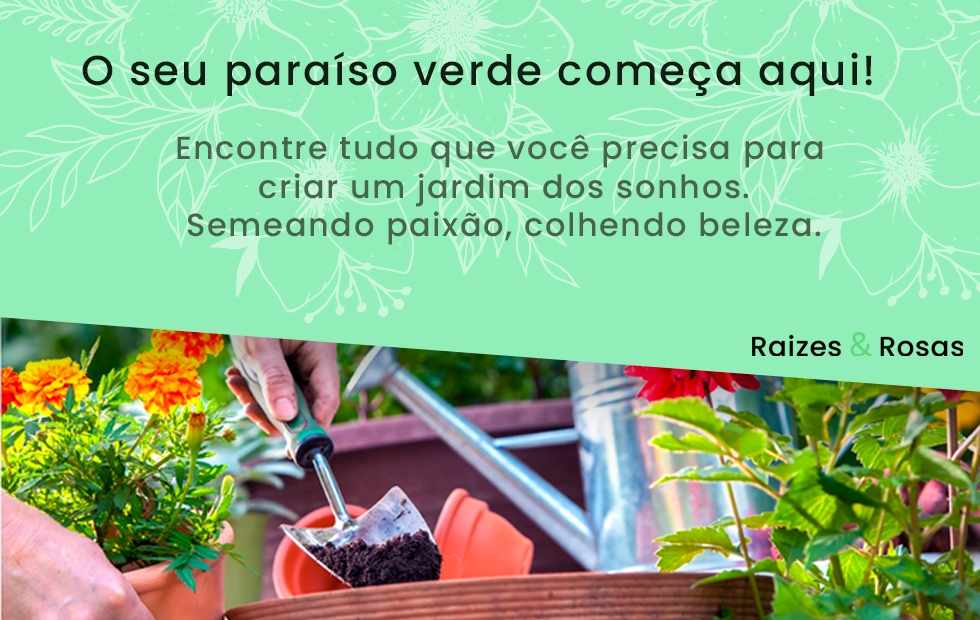 O seu paraíso verde começa aqui!
Encontre tudo que você precisa para
criar um jardim dos sonhos.
Semeando paixão, colhendo beleza.
Raizes & Rosas